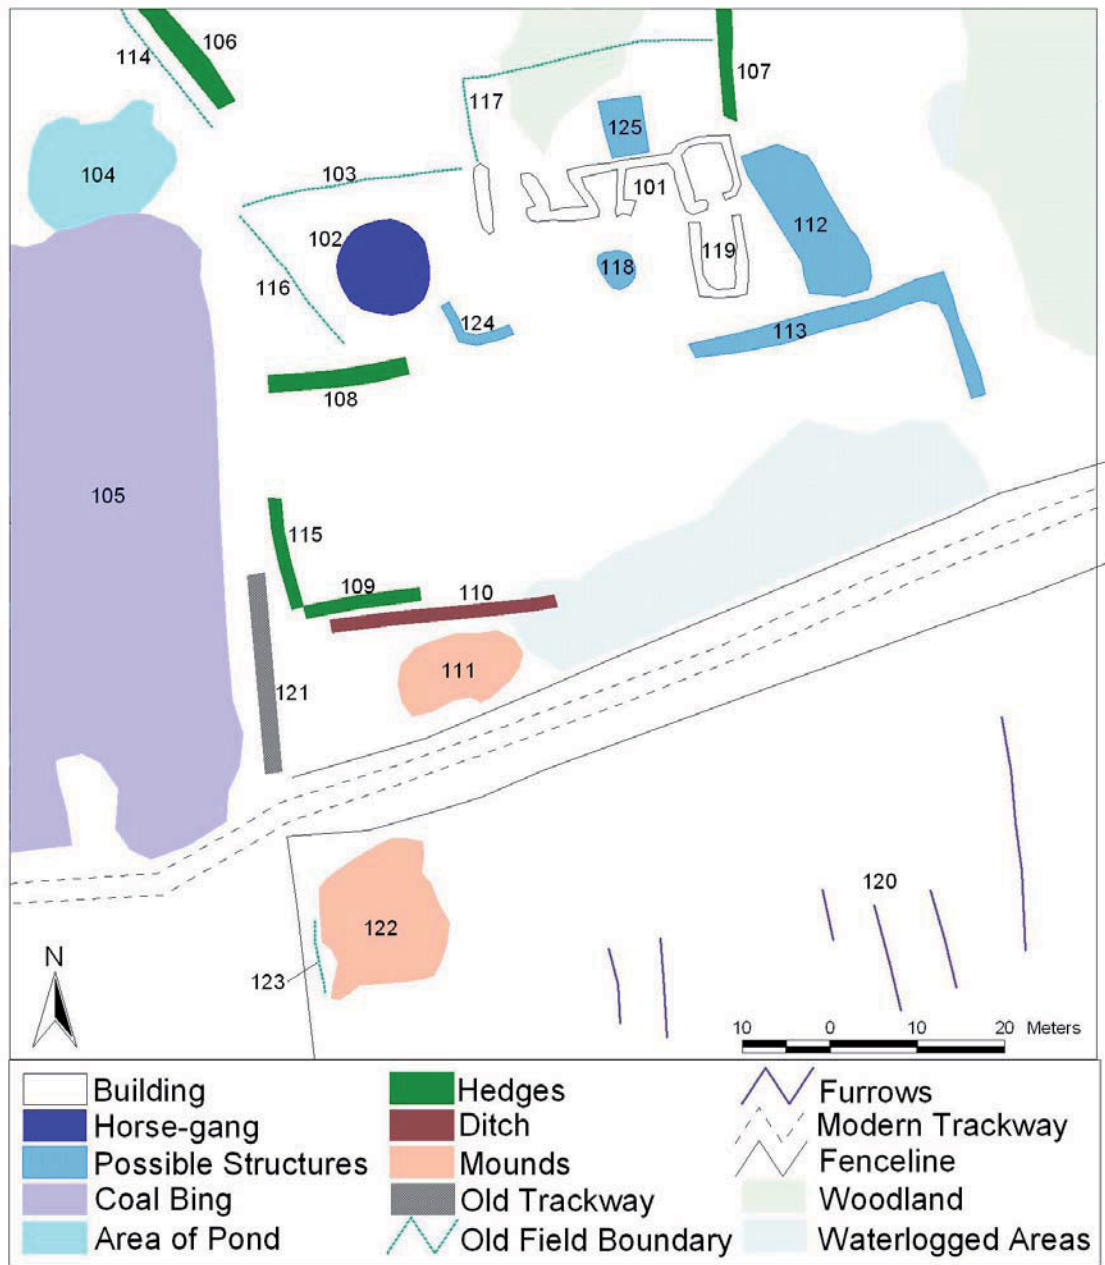 106
114
107
117
125
104
103
101
102
112
118
119
116
124
113
108
105
115
109
110
111
121
120
122
123
N
10 0 10 20 Meters
Building
Horse-gang
Possible Structures
Coal Bing
Area of Pond
Hedges
Ditch
Mounds
Old Trackway
Old Field Boundary
Furrows
Modern Trackway
Fenceline
Woodland
Waterlogged Areas